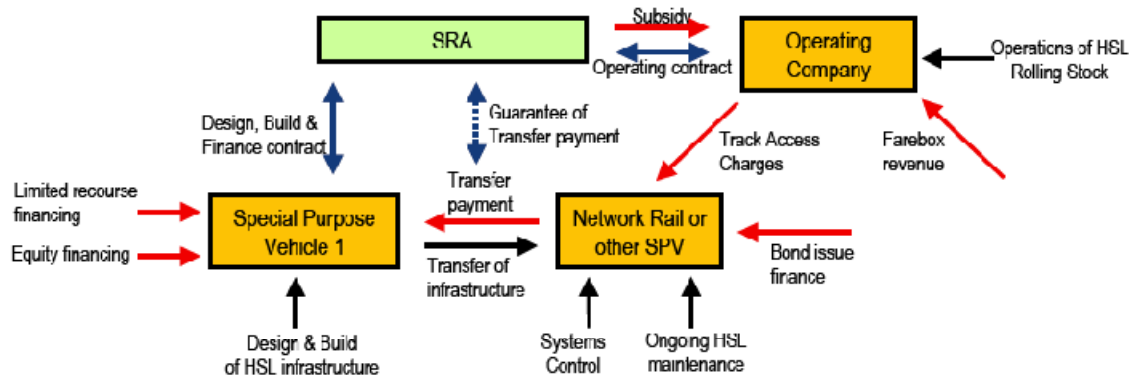 Subsidy
SRA
Operating
Company
Operating contract
Operations of HSL
Rolling Stock
Design, Build &
Finance contract
Guarantee of
Transfer payment
Track Access
Charges
Farebox
revenue
Limited recourse
financing
Equity financing
Special Purpose
Vehicle 1
Transfer
payment
Transfer of
infrastructure
Network Rail or
other SPV
Bond issue
finance
Design & Build
of HSL infrastructure
Systems
Control
Ongoing HSL
maintenance